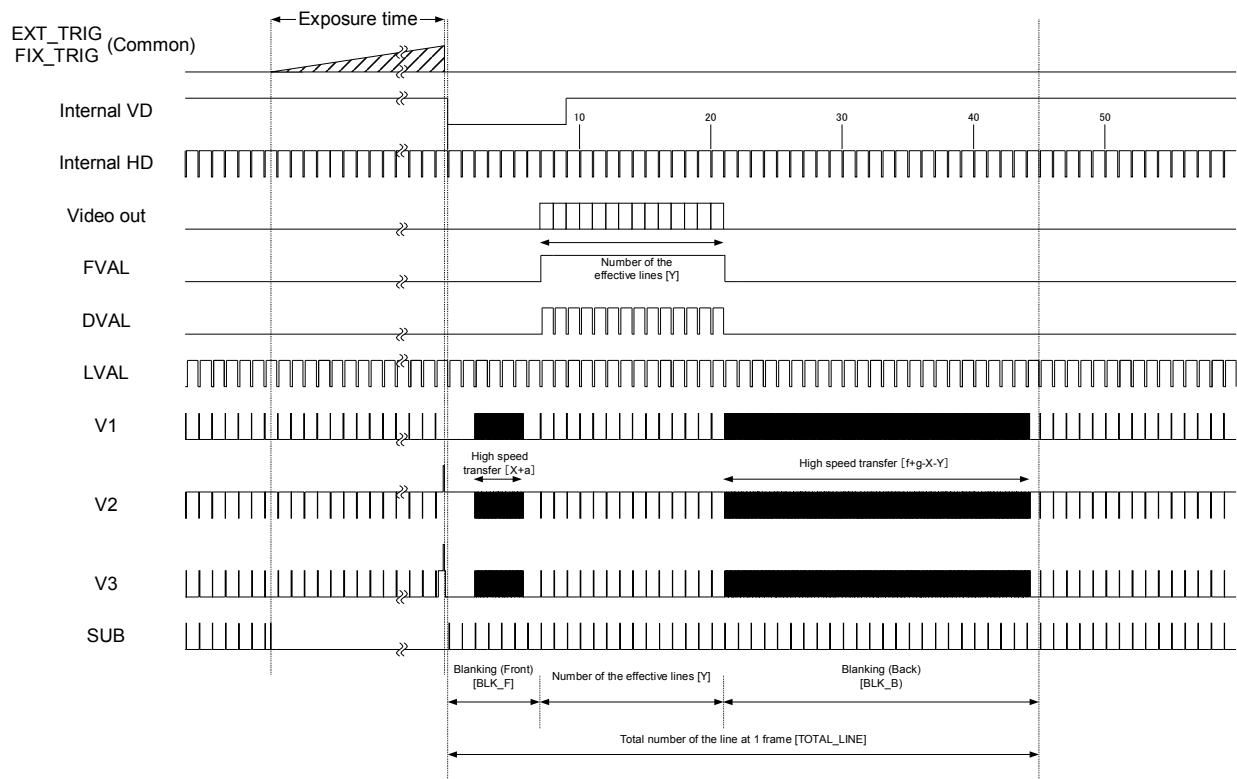 Exposure time
EXT_TRIG
FIX_TRIG
(Common)
Internal VD
10
20
30
40
50
Internal HD
Video out
FVAL
Number of the
effective lines [Y]
DVAL
LVAL
V1
High speed
transfer [X+a]
High speed transfer [f+g-X-Y]
V2
V3
SUB
Blanking (Front)
[BLK_F]
Number of the effective lines [Y]
Blanking (Back)
[BLK_B)
Total number of the line at 1 frame [TOTAL_LINE]